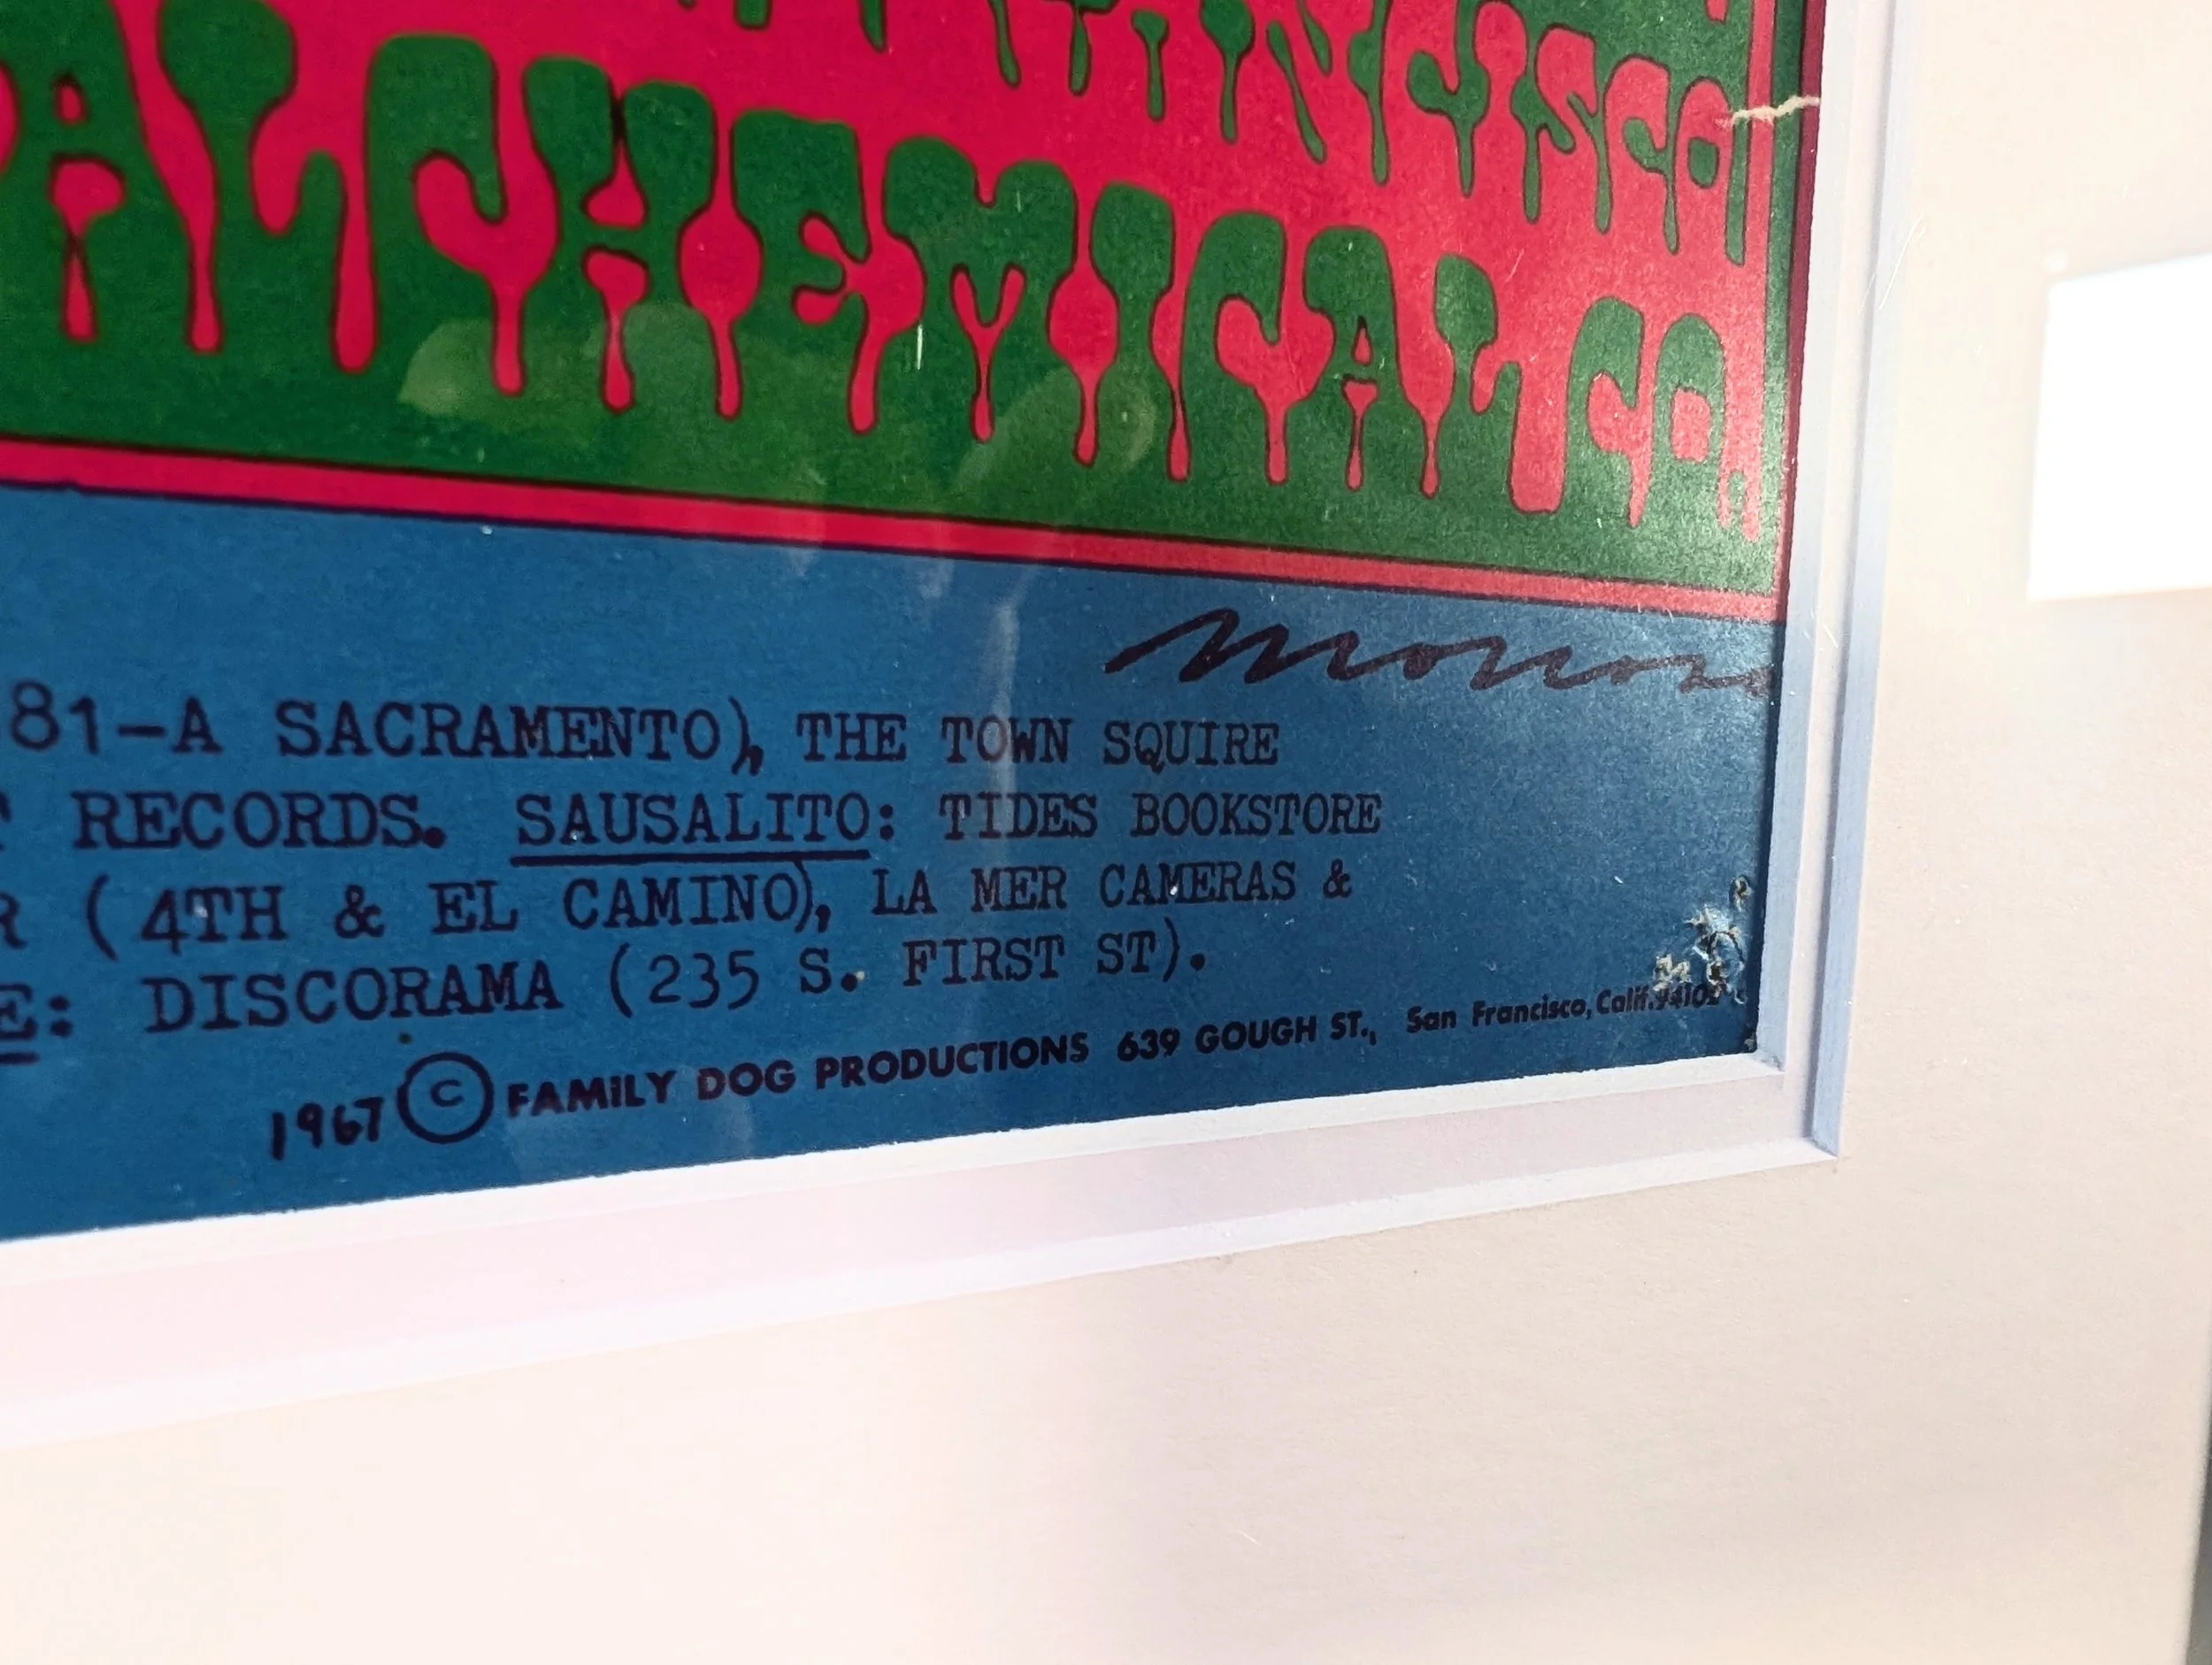 ANCISCO
ALCHEMICAL CO.
81-A SACRAMENTO), THE TOWN SQUIRE
RECORDS. SAUSALITO: TIDES BOOKSTORE
R (4TH & EL CAMINO), LA MER CAMERAS &
E: DISCORAMA (235 S. FIRST ST).
1967 © FAMILY DOG PRODUCTIONS 639 GOUGH ST., San Francisco, Calif.